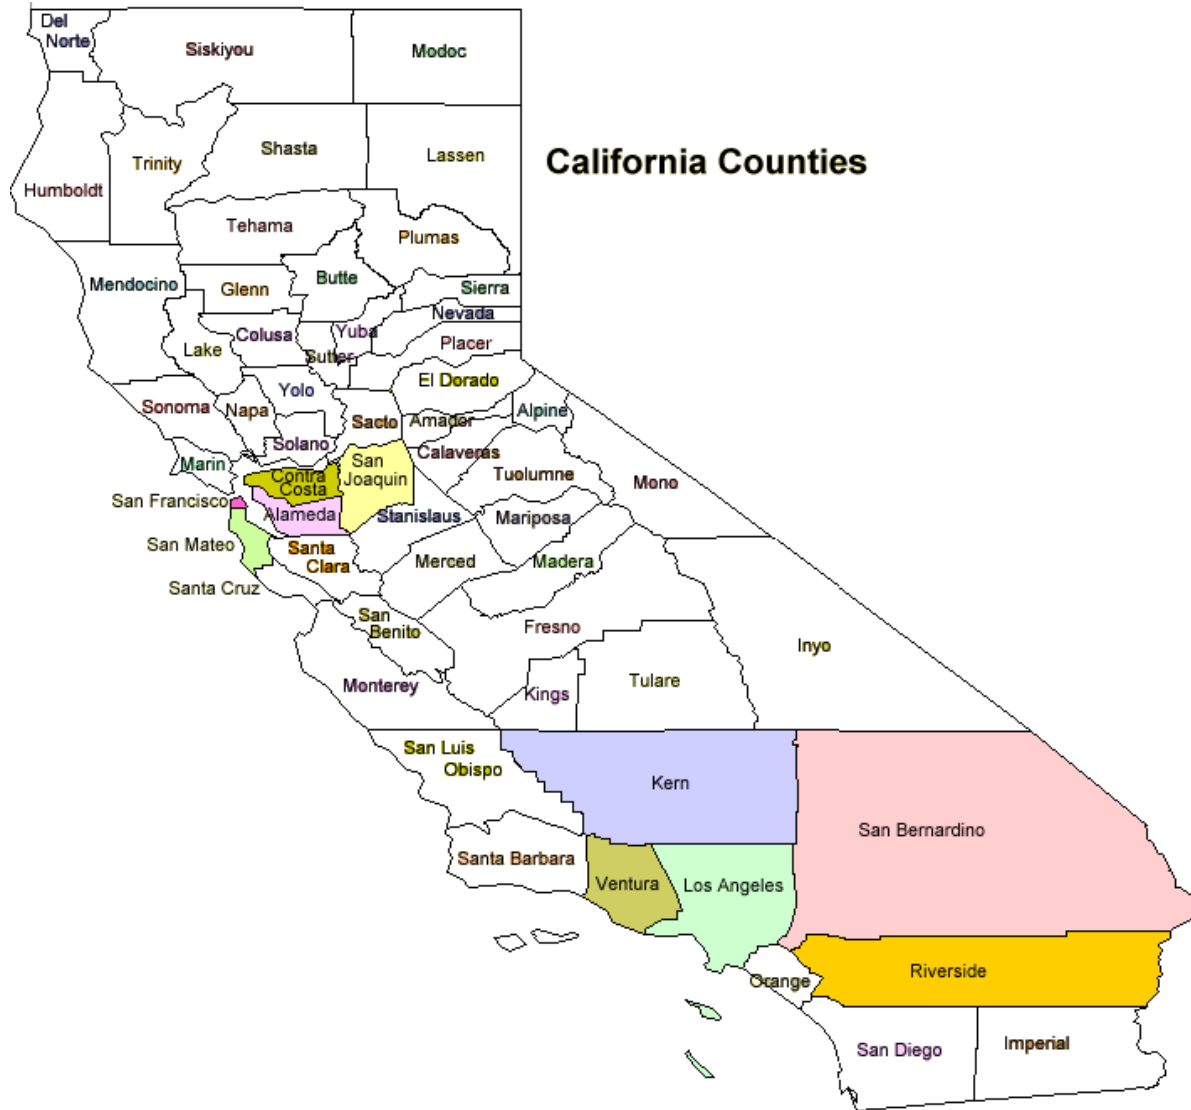 Del
Norte
Siskiyou
Modoc
California Counties
Shasta
Lassen
Trinity
Humboldt
Tehama
Plumas
Mendocino
Glenn
Butte
Sierra
Nevada
Colusa
Yuba
Lake
Sutter
Placer
El Dorado
Yolo
Sonoma
Napa
Alpine
Sacto
Amador
Solano
Calaveras
Marin
San
Joaquin
Contra
Costa
Tuolumne
Mono
San Francisco
Alameda
Stanislaus
Mariposa
San Mateo
Santa
Clara
Merced
Madera
Santa Cruz
San
Benito
Fresno
Inyo
Monterey
Kings
Tulare
San Luis
Obispo
Kern
San Bernardino
Santa Barbara
Ventura
Los Angeles
Orange
Riverside
San Diego
Imperial